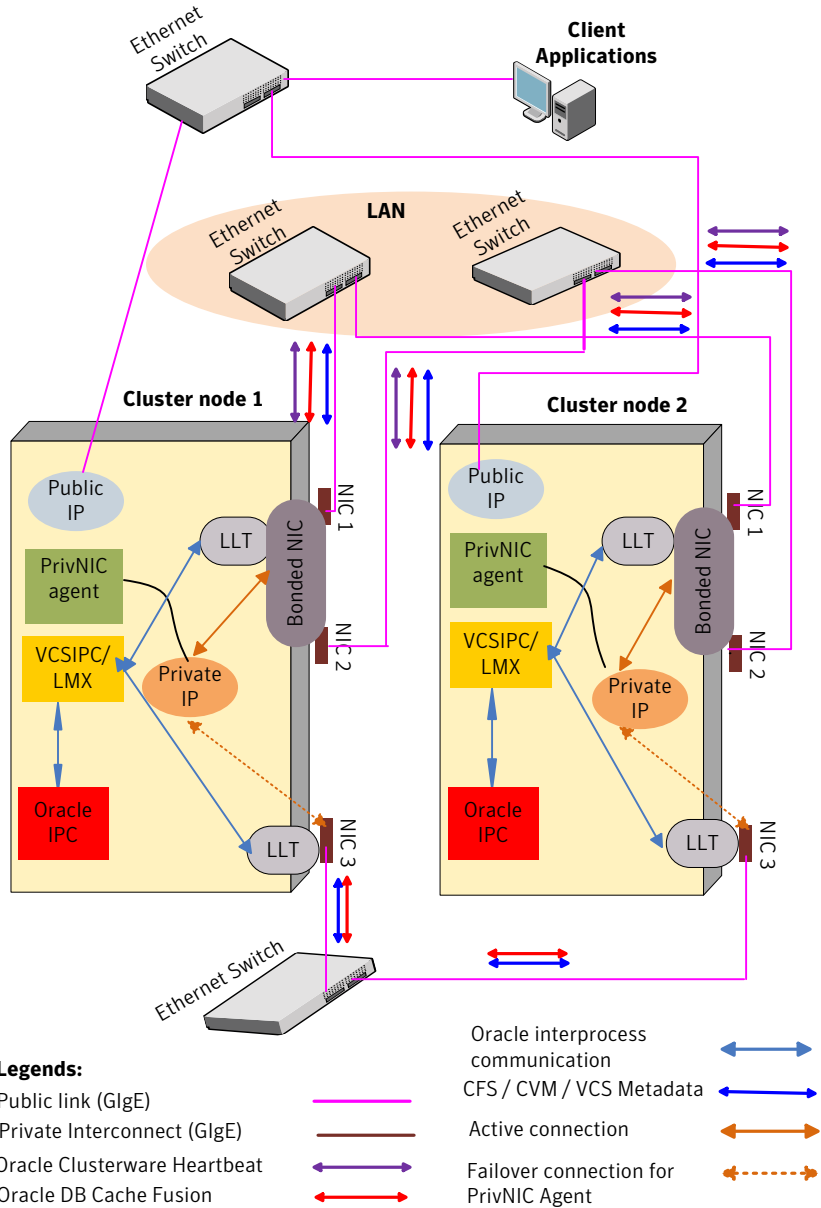 Ethernet
Switch
Client
Applications
LAN
Ethernet
Switch
Ethernet
Switch
Cluster node 1
Cluster node 2
Public
IP
NIC 1
LLT
Bonded NIC
PrivNIC
agent
VCSIPC/
LMX
Private
IP
NIC 2
Oracle
IPC
LLT
NIC 3
Public
IP
NIC 1
LLT
Bonded NIC
PrivNIC
agent
VCSIPC/
LMX
Private
IP
NIC 2
Oracle
IPC
LLT
NIC 3
Ethernet Switch
Legends:
Public link (GIgE)
Private Interconnect (GIgE)
Oracle Clusterware Heartbeat
Oracle DB Cache Fusion
Oracle interprocess
communication
CFS / CVM / VCS Metadata
Active connection
Failover connection for
PrivNIC Agent